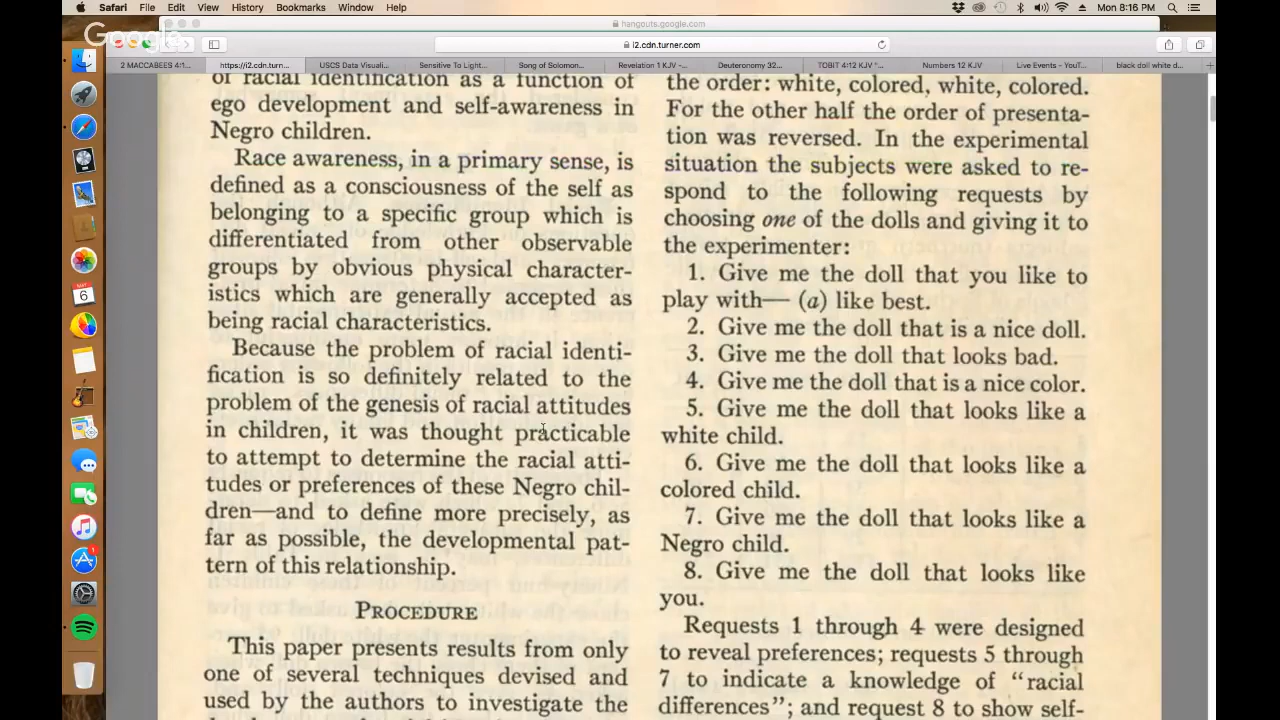 Safari File Edit View History Bookmarks Window Help
Mon 8:16 PM
hangouts.google.com
Google
i2.cdn.turner.com
2 MACCABEES 4:1... https://i2.cdn.turn... USCS Data Visuali... Sensitive To Light... Song of Solomon... Revelation 1 KJV -... Deuteronomy 32... TOBIT 4:12 KJV "... Numbers 12 KJV Live Events - YouT... black doll white d...
of racial identification as a function of
ego development and self-awareness in
Negro children.
Race awareness, in a primary sense, is
defined as a consciousness of the self as
belonging to a specific group which is
differentiated from other observable
groups by obvious physical character-
istics which are generally accepted as
being racial characteristics.
Because the problem of racial identi-
fication is so definitely related to the
problem of the genesis of racial attitudes
in children, it was thought practicable
to attempt to determine the racial atti-
tudes or preferences of these Negro chil-
dren—and to define more precisely, as
far as possible, the developmental pat-
tern of this relationship.
PROCEDURE
This paper presents results from only
one of several techniques devised and
used by the authors to investigate the
the order: white, colored, white, colored.
For the other half the order of presenta-
tion was reversed. In the experimental
situation the subjects were asked to re-
spond to the following requests by
choosing one of the dolls and giving it to
the experimenter:
1. Give me the doll that you like to
play with— (a) like best.
2. Give me the doll that is a nice doll.
3. Give me the doll that looks bad.
4. Give me the doll that is a nice color.
5. Give me the doll that looks like a
white child.
6. Give me the doll that looks like a
colored child.
7. Give me the doll that looks like a
Negro child.
8. Give me the doll that looks like
you.
Requests 1 through 4 were designed
to reveal preferences; requests 5 through
7 to indicate a knowledge of "racial
differences"; and request 8 to show self-
MAY
6
1